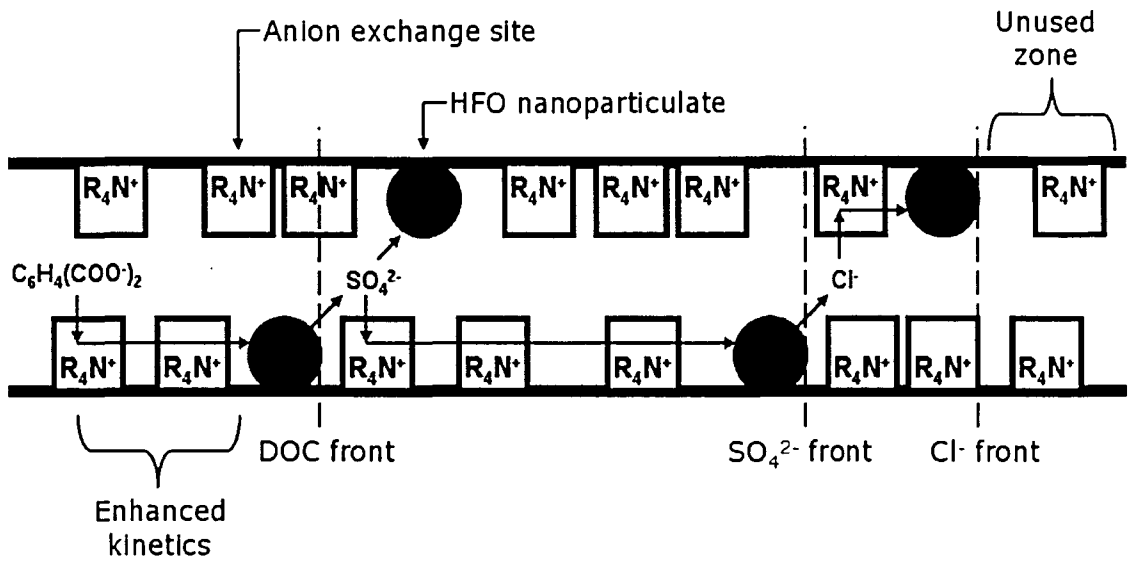 Anion exchange site
Unused
zone
HFO nanoparticulate
R₄N⁺ R₄N⁺ R₄N⁺ R₄N⁺ R₄N⁺ R₄N⁺ R₄N⁺ R₄N⁺
C₆H₄(COO⁻)₂ SO₄²⁻ Cl⁻
R₄N⁺ R₄N⁺ R₄N⁺ R₄N⁺ R₄N⁺ R₄N⁺ R₄N⁺ R₄N⁺
DOC front SO₄²⁻ front Cl⁻ front
Enhanced
kinetics